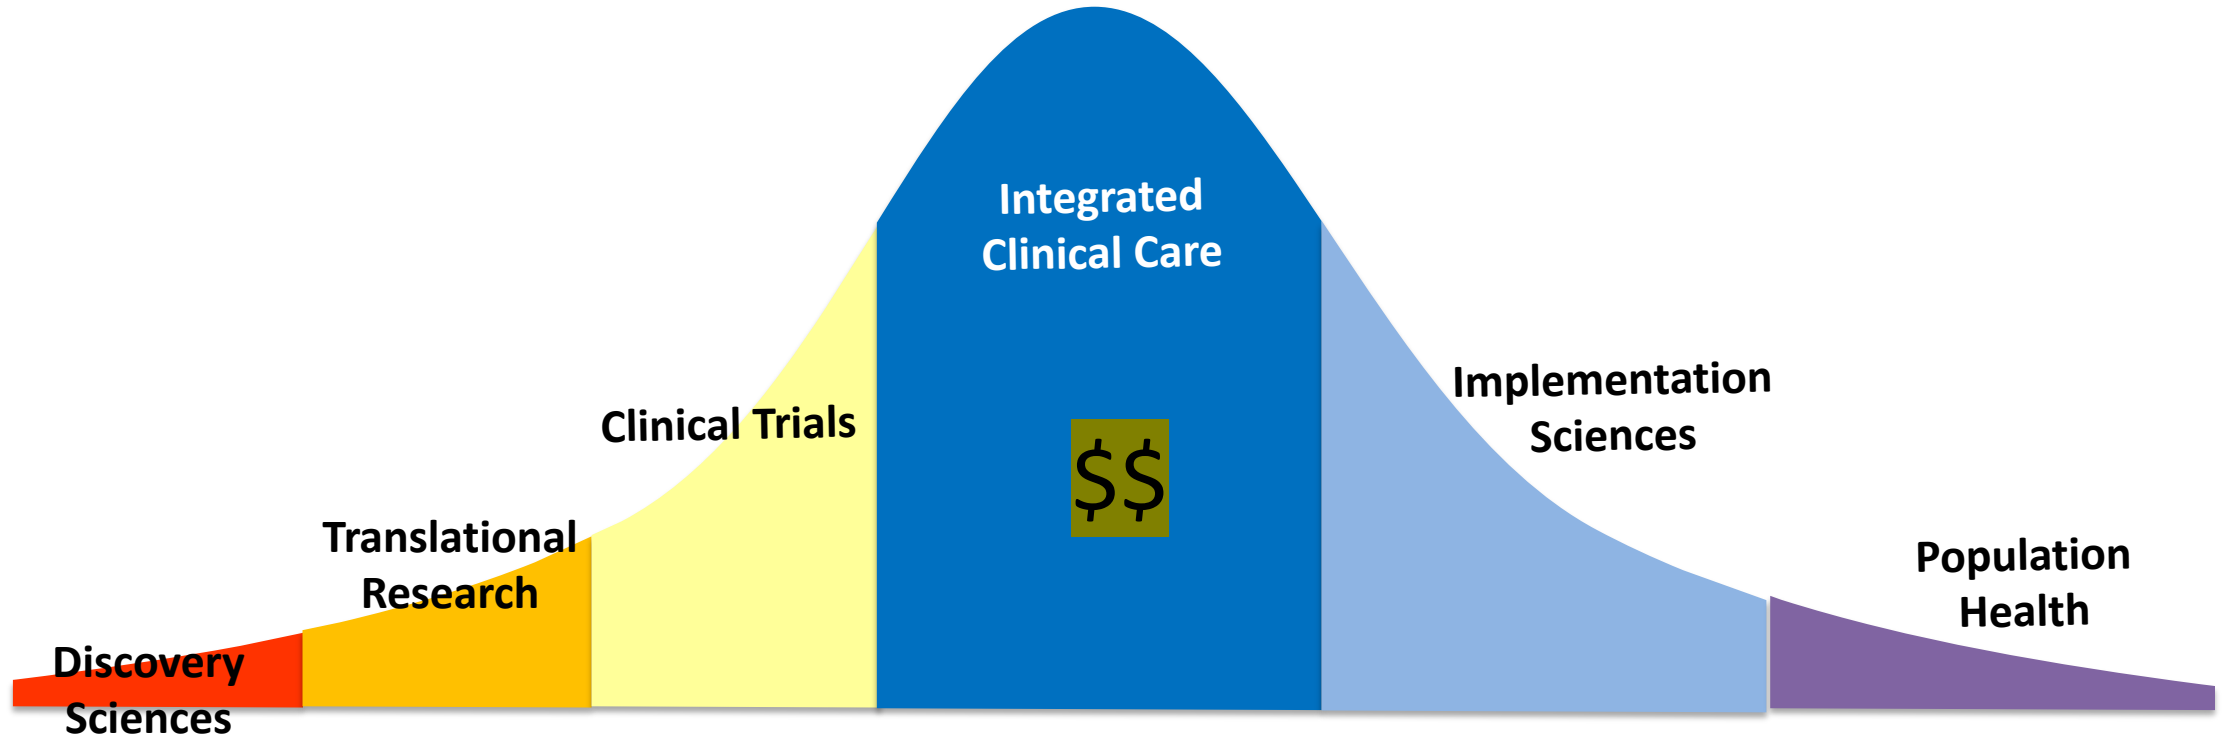 Discovery
Sciences
Translational
Research
Clinical Trials
Integrated
Clinical Care
$$
Implementation
Sciences
Population
Health